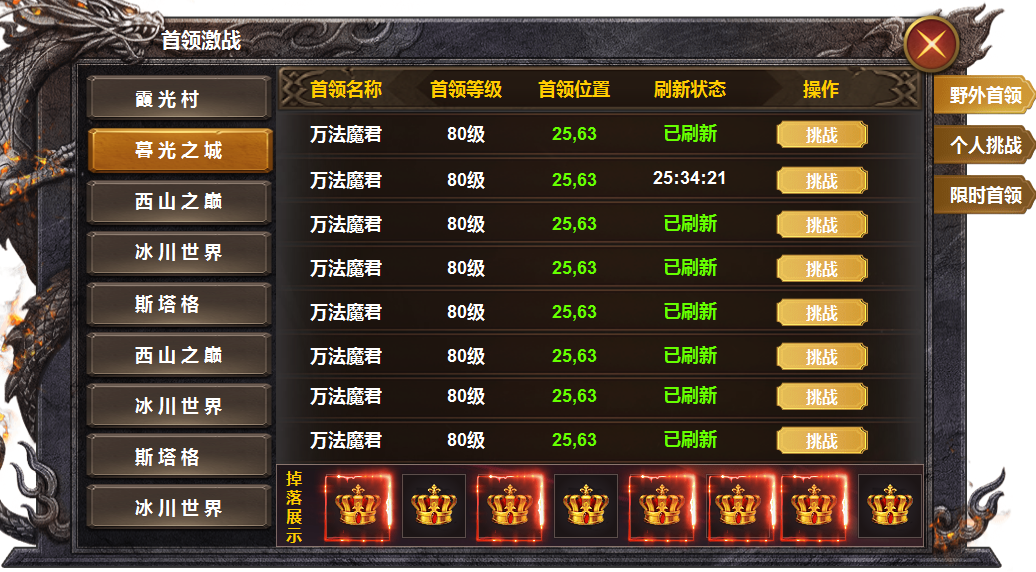 首领激战
霞光村
暮光之城
西山之巅
冰川世界
斯塔格
西山之巅
冰川世界
斯塔格
冰川世界
首领名称 首领等级 首领位置 刷新状态 操作
万法魔君 80级 25,63 已刷新 挑战
万法魔君 80级 25,63 25:34:21 挑战
万法魔君 80级 25,63 已刷新 挑战
万法魔君 80级 25,63 已刷新 挑战
万法魔君 80级 25,63 已刷新 挑战
万法魔君 80级 25,63 已刷新 挑战
万法魔君 80级 25,63 已刷新 挑战
万法魔君 80级 25,63 已刷新 挑战
掉落展示
野外首领
个人挑战
限时首领